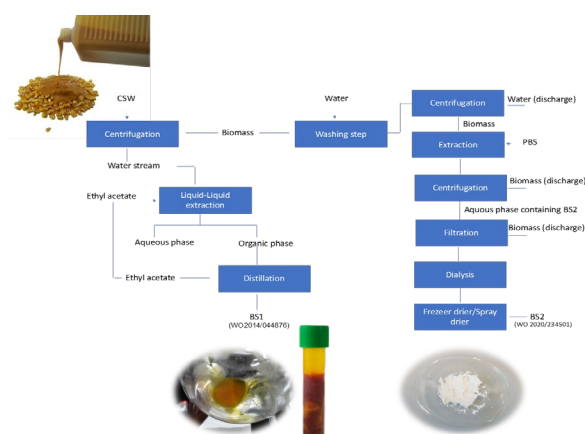 CSW
Water
Centrifugation
Biomass
Washing step
Centrifugation
Water (discharge)
Biomass
Extraction
PBS
Water stream
Ethyl acetate
Liquid-Liquid
extraction
Centrifugation
Biomass (discharge)
Aquous phase containing BS2
Aqueous phase
Organic phase
Filtration
Biomass (discharge)
Ethyl acetate
Distillation
Dialysis
BS1
(WO2014/044876)
Frezeer drier/Spray
drier
BS2
(WO 2020/234501)